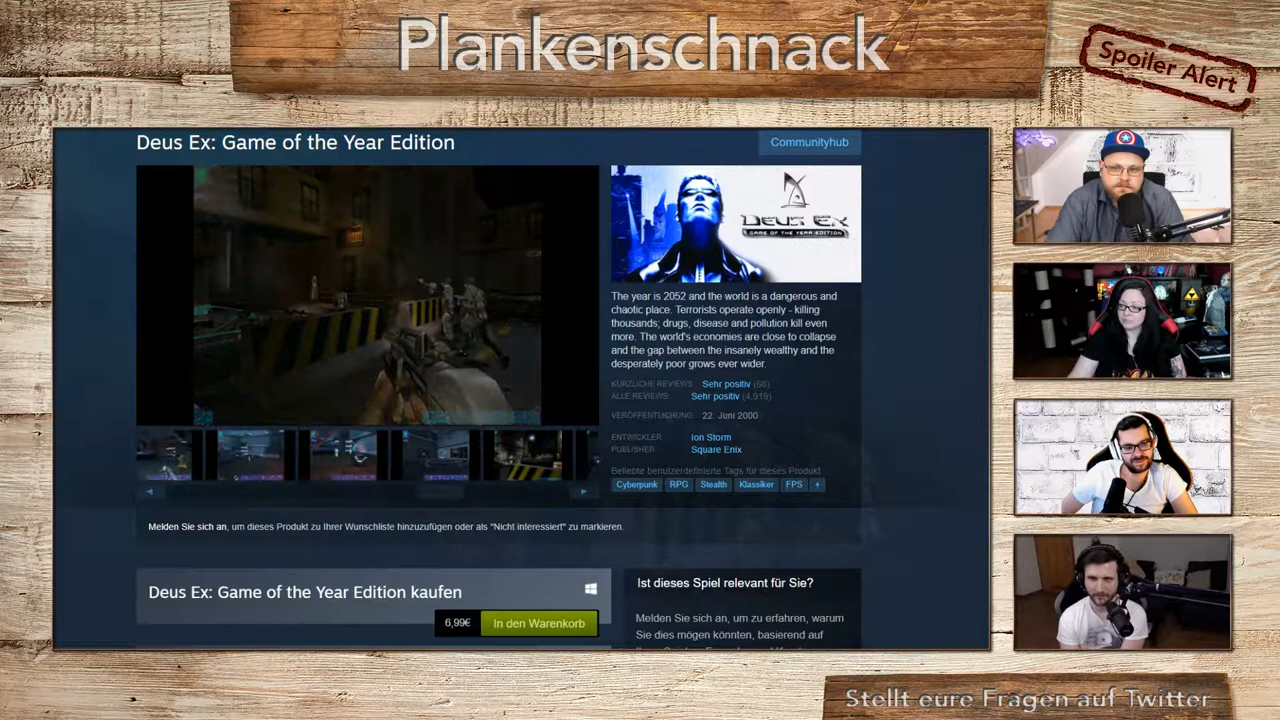 Plankenschnack
Spoiler Alert
Deus Ex: Game of the Year Edition
Communityhub
DEUS EX
GAME OF THE YEAR EDITION
The year is 2052 and the world is a dangerous and
chaotic place. Terrorists operate openly - killing
thousands; drugs, disease and pollution kill even
more. The world's economies are close to collapse
and the gap between the insanely wealthy and the
desperately poor grows ever wider.
KÜRZLICHE REVIEWS: Sehr positiv (68)
ALLE REVIEWS: Sehr positiv (4,919)
VERÖFFENTLICHUNG: 22. Juni 2000
ENTWICKLER: Ion Storm
PUBLISHER: Square Enix
Beliebte benutzerdefinierte Tags für dieses Produkt
Cyberpunk RPG Stealth Klassiker FPS +
Melden Sie sich an, um dieses Produkt zu Ihrer Wunschliste hinzuzufügen oder als "Nicht interessiert" zu markieren.
Deus Ex: Game of the Year Edition kaufen
6,99€ In den Warenkorb
Ist dieses Spiel relevant für Sie?
Melden Sie sich an, um zu erfahren, warum
Sie dies mögen könnten, basierend auf
Stellt eure Fragen auf Twitter